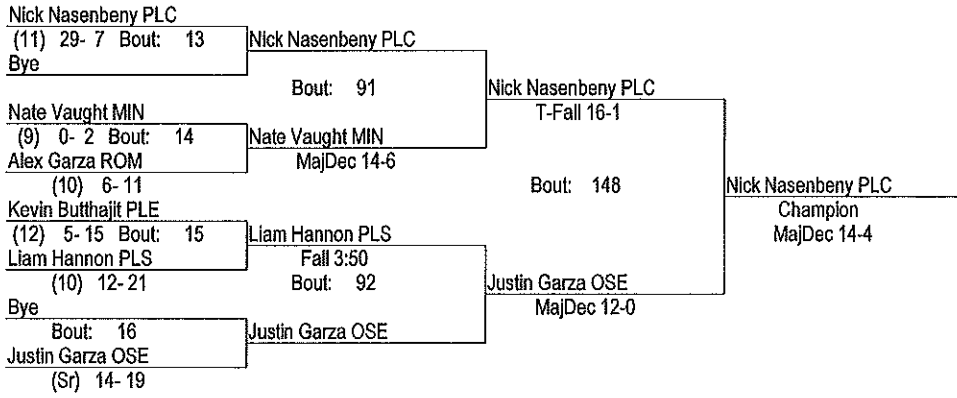 Nick Nasenbeny PLC
(11) 29- 7 Bout: 13
Bye
Nick Nasenbeny PLC
Bout: 91
Nate Vaught MIN
(9) 0- 2 Bout: 14
Alex Garza ROM
(10) 6- 11
Nate Vaught MIN
MajDec 14-6
Nick Nasenbeny PLC
T-Fall 16-1
Bout: 148
Kevin Butthajit PLE
(12) 5- 15 Bout: 15
Liam Hannon PLS
(10) 12- 21
Liam Hannon PLS
Fall 3:50
Bout: 92
Bye
Bout: 16
Justin Garza OSE
(Sr) 14- 19
Justin Garza OSE
Justin Garza OSE
MajDec 12-0
Nick Nasenbeny PLC
Champion
MajDec 14-4